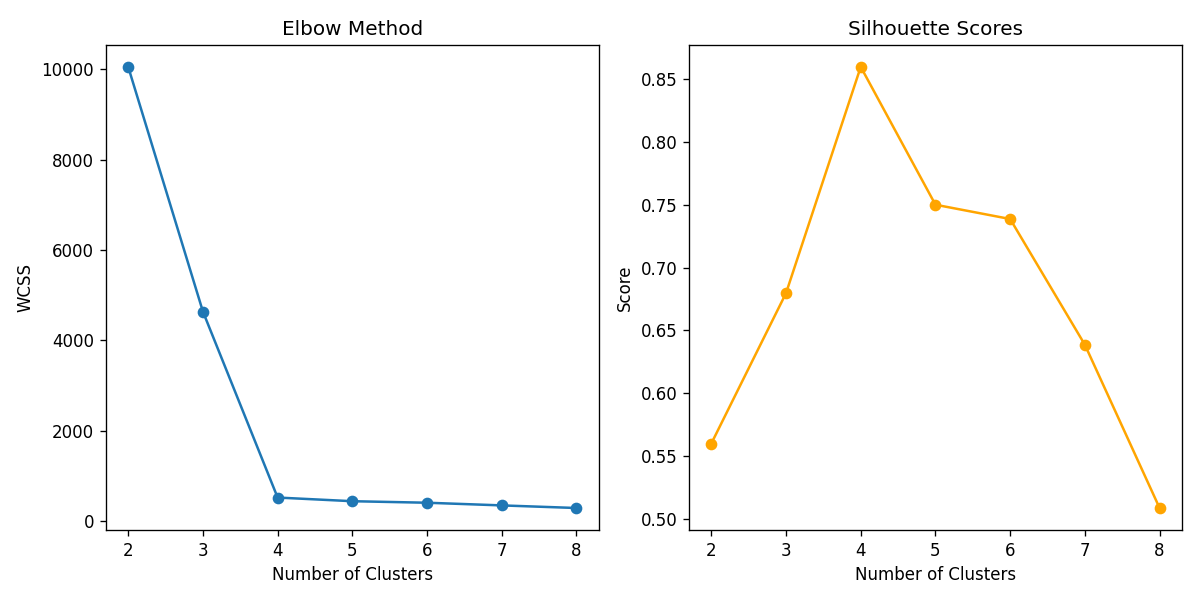 Elbow Method
10000
8000
6000
4000
2000
0
WCSS
2 3 4 5 6 7 8
Number of Clusters
Silhouette Scores
0.85
0.80
0.75
0.70
0.65
0.60
0.55
0.50
Score
2 3 4 5 6 7 8
Number of Clusters